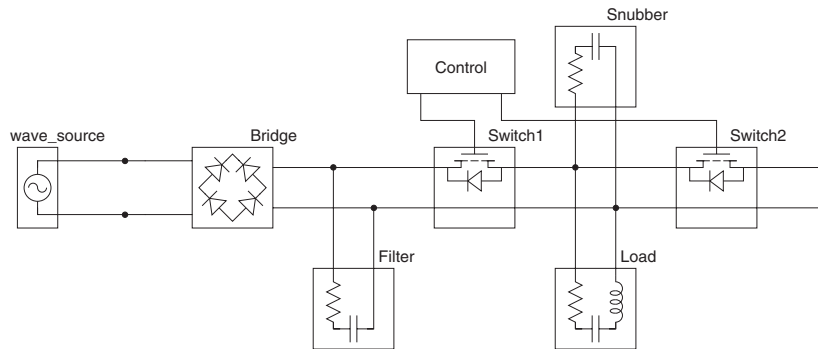 Snubber
Control
wave_source
Bridge
Switch1
Switch2
Filter
Load